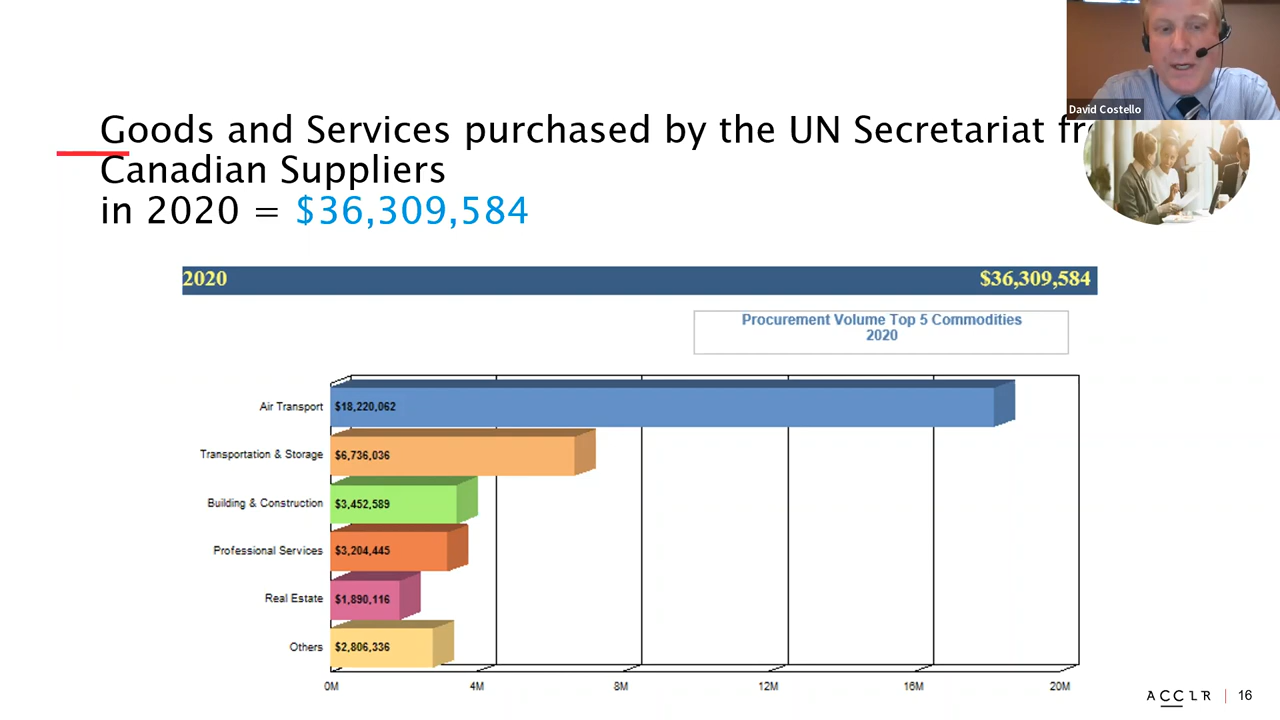 David Costello
Goods and Services purchased by the UN Secretariat
Canadian Suppliers
in 2020 = $36,309,584
2020 $36,309,584
Procurement Volume Top 5 Commodities
2020
Air Transport $18,220,062
Transportation & Storage $6,736,036
Building & Construction $3,452,589
Professional Services $3,204,445
Real Estate $1,890,116
Others $2,806,336
0M 4M 8M 12M 16M 20M
ACCLR | 16